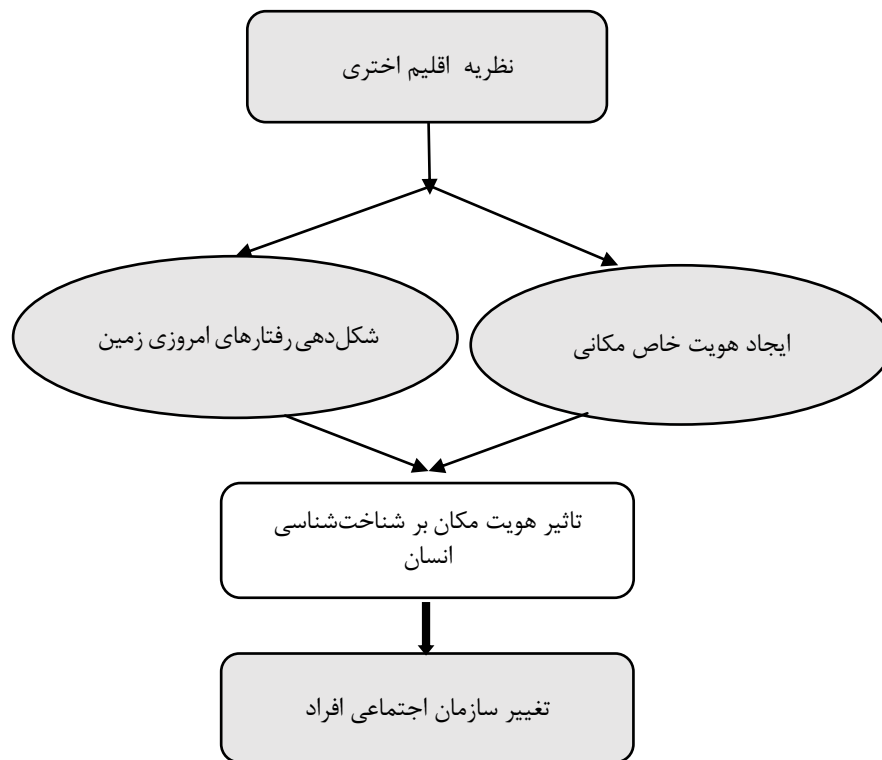 نظریه اقلیم اختری
ایجاد هویت خاص مکانی
شکل‌دهی رفتارهای امروزی زمین
تاثیر هویت مکان بر شناخت‌شناسی
انسان
تغییر سازمان اجتماعی افراد